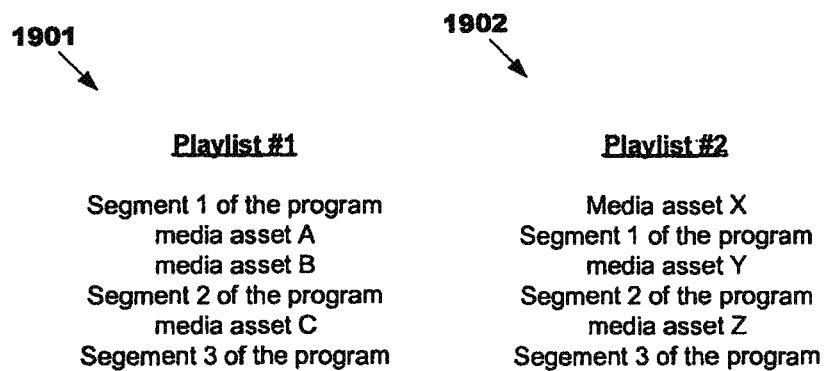 1901
Playlist #1
Segment 1 of the program
media asset A
media asset B
Segment 2 of the program
media asset C
Segement 3 of the program
1902
Playlist #2
Media asset X
Segment 1 of the program
media asset Y
Segment 2 of the program
media asset Z
Segment 3 of the program